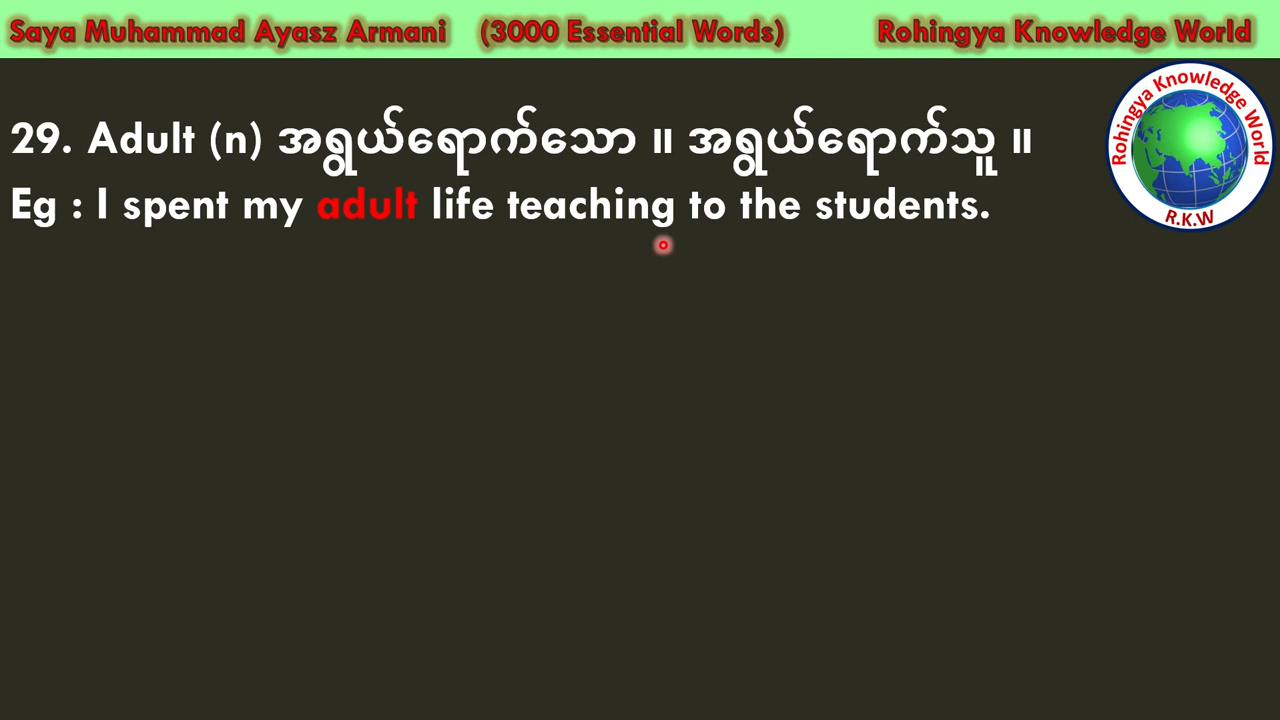 Saya Muhammad Ayasz Armani (3000 Essential Words) Rohingya Knowledge World
Rohingya Knowledge World
R.K.W
29. Adult (n) အရွယ်ရောက်သော ။ အရွယ်ရောက်သူ ။
Eg : I spent my adult life teaching to the students.